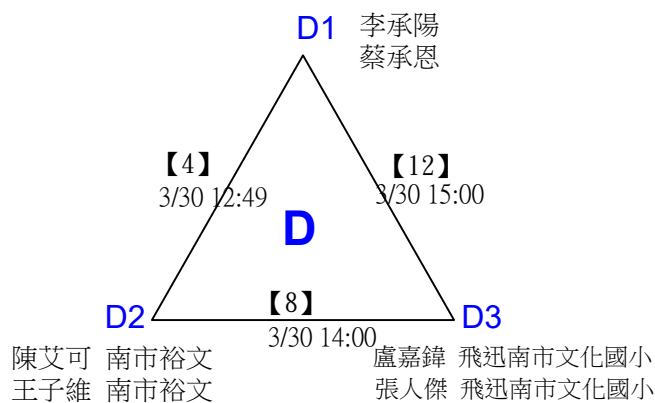 D1
李承陽
蔡承恩
【4】
3/30 12:49
【12】
3/30 15:00
D
D2
【8】
3/30 14:00
D3
陳艾可 南市裕文
王子維 南市裕文
盧嘉鍏 飛迅南市文化國小
張人傑 飛迅南市文化國小